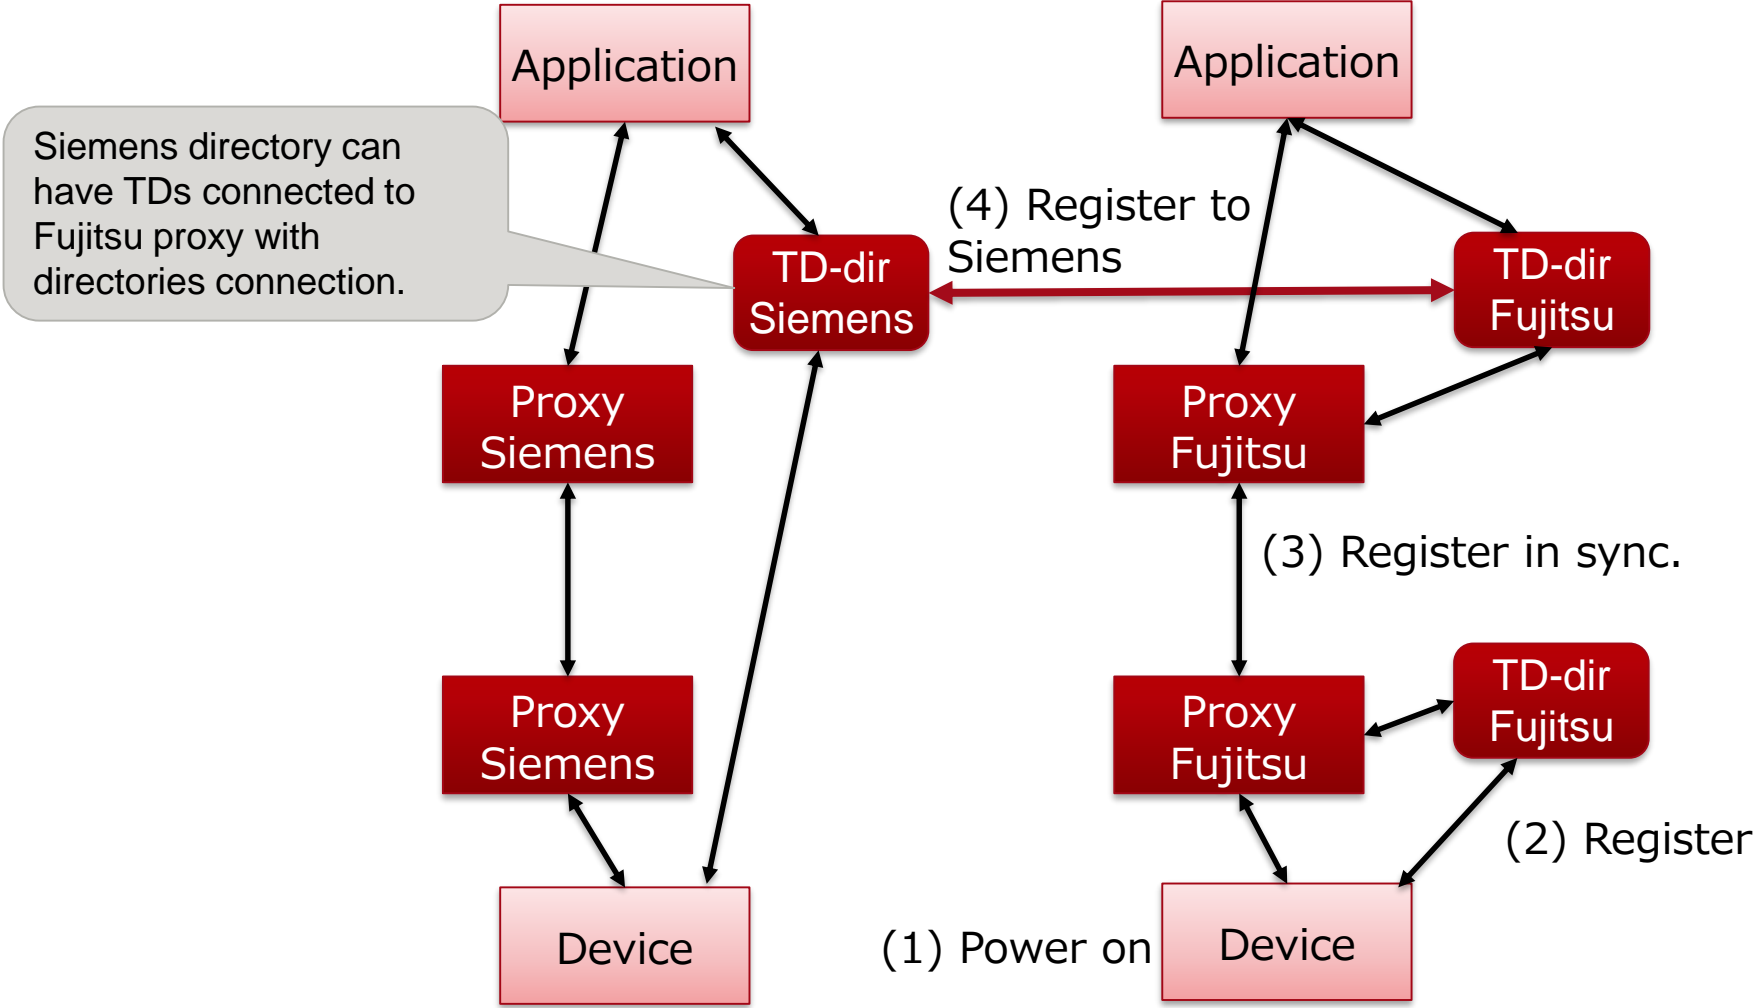 Application
Application
Siemens directory can
have TDs connected to
Fujitsu proxy with
directories connection.
(4) Register to
Siemens
TD-dir
Siemens
TD-dir
Fujitsu
Proxy
Siemens
Proxy
Fujitsu
(3) Register in sync.
Proxy
Siemens
Proxy
Fujitsu
TD-dir
Fujitsu
(2) Register
Device
(1) Power on
Device